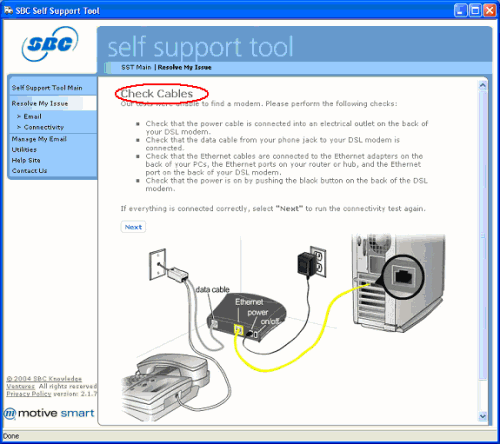 SBC Self Support Tool
SBC
self support tool
SST Main | Resolve My Issue
Self Support Tool Main
Resolve My Issue
> Email
> Connectivity
Manage My Email
Utilities
Help Site
Contact Us
Check Cables
Our tests were unable to find a modem. Please perform the following checks:
Check that the power cable is connected into an electrical outlet on the back of
your DSL modem.
Check that the data cable from your phone jack to your DSL modem is
connected.
Check that the Ethernet cables are connected to the Ethernet adapters on the
back of your PCs, the Ethernet ports on your router or hub, and the Ethernet
port on the back of your DSL modem.
Check that the power is on by pushing the black button on the back of the DSL
modem.
If everything is connected correctly, select "Next" to run the connectivity test again.
Next
data cable
Ethernet
power
on/off
© 2004 SBC Knowledge
Ventures. All rights reserved
Privacy Policy version: 2.1.7
motive smart
Done